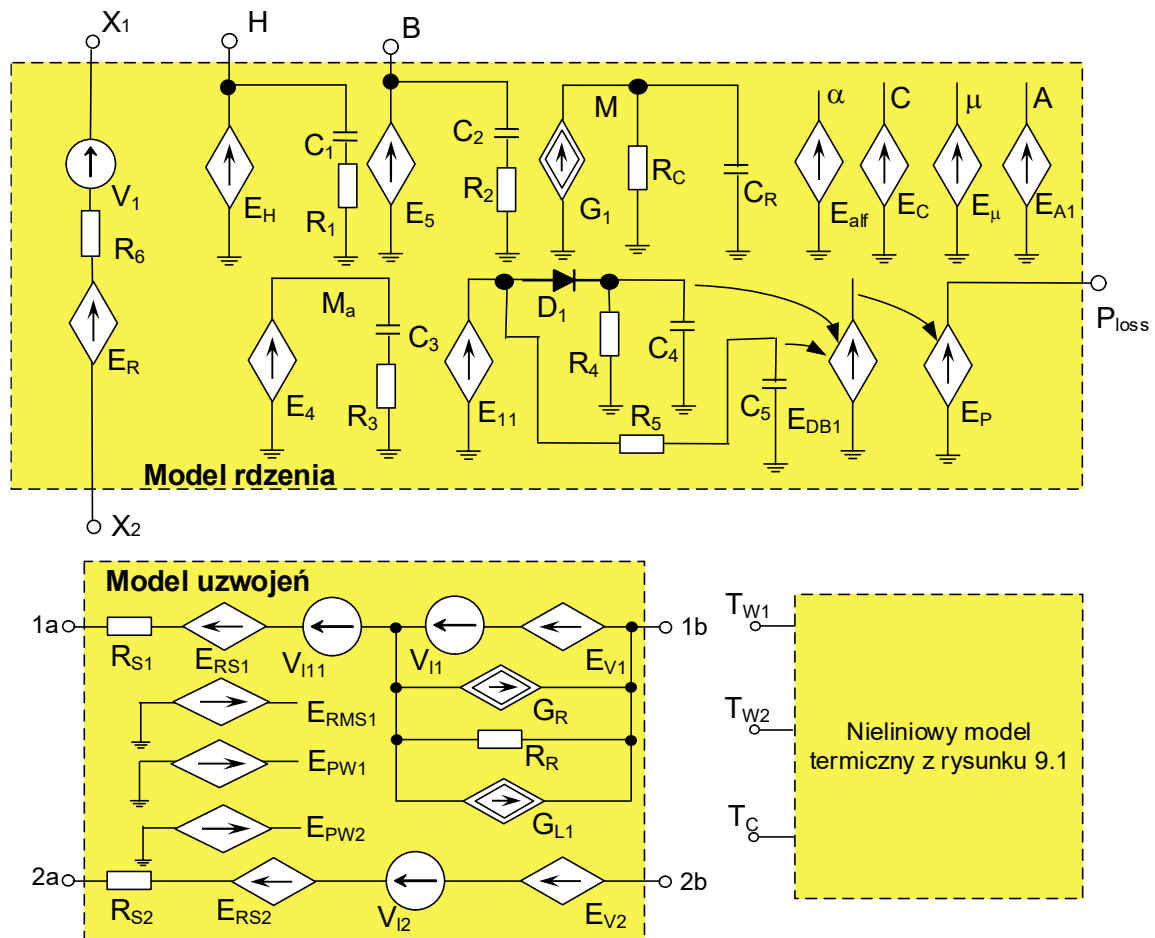 X1
H
B
α
C
μ
A
M
C1
C2
RC
CR
V1
R6
EH
R1
E5
R2
G1
Ealf
EC
Eμ
EA1
Ma
D1
Ploss
ER
C3
R4
C4
E4
R3
E11
R5
C5
EDB1
EP
Model rdzenia
X2
Model uzwojeń
1a
1b
RS1
ERS1
VI11
VI1
EV1
ERMS1
GR
EPW1
RR
EPW2
GL1
2a
2b
RS2
ERS2
VI2
EV2
TW1
TW2
TC
Nieliniowy model
termiczny z rysunku 9.1